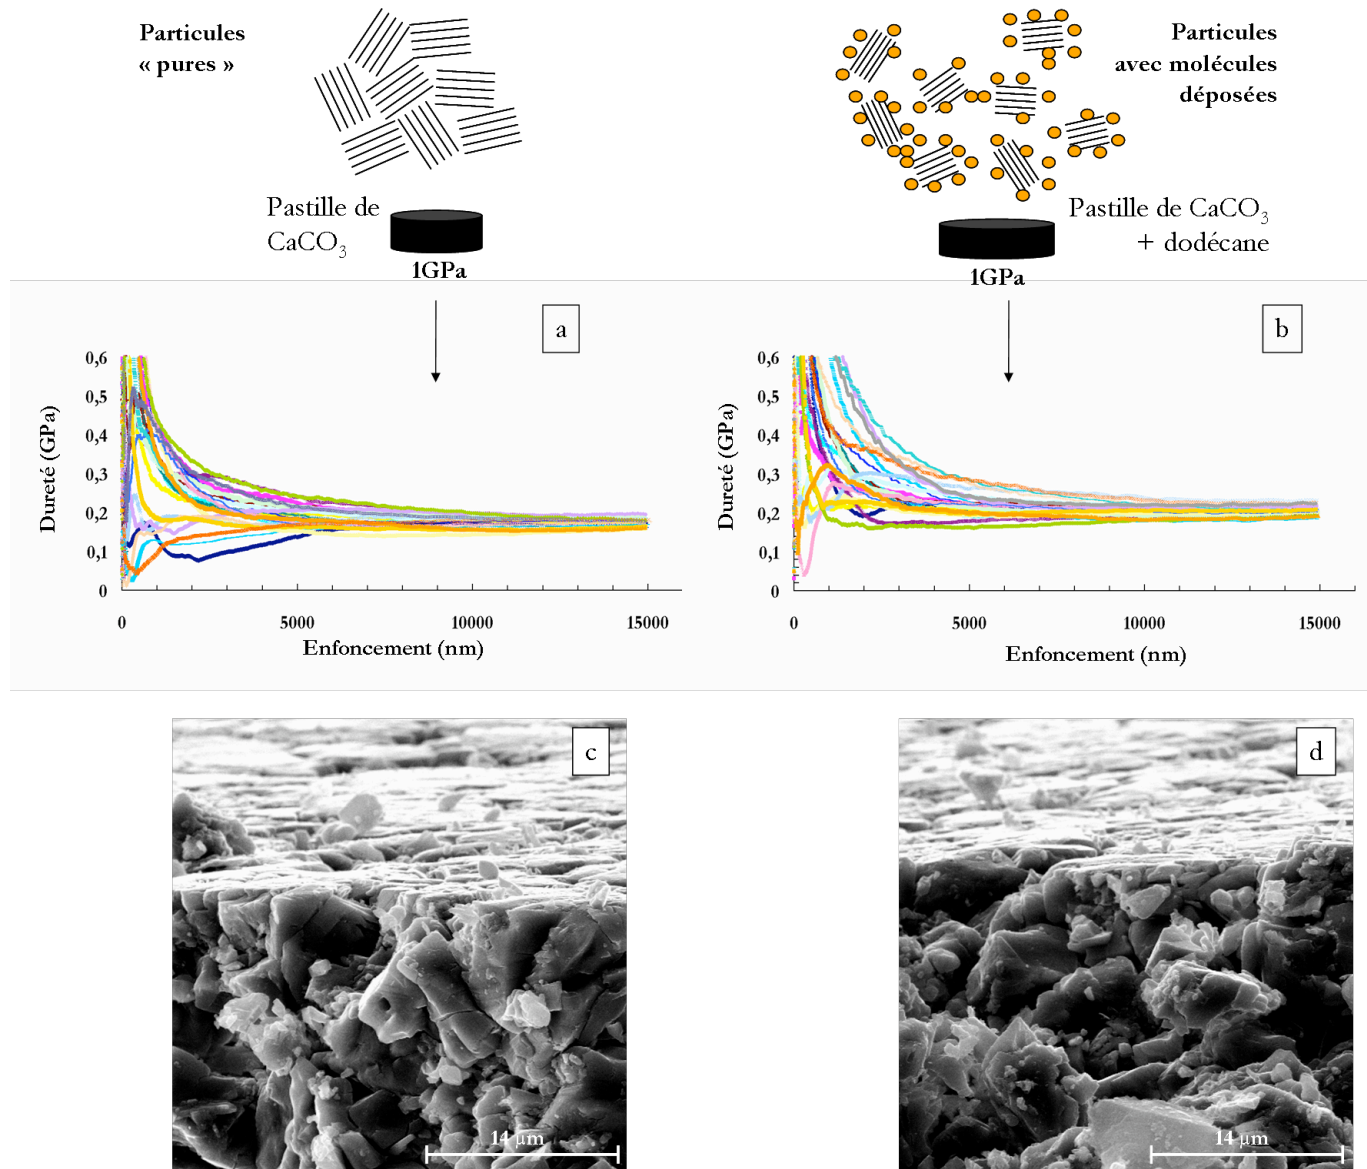 Particules
« pures »
Particules
avec molécules
déposées
Pastille de
CaCO₃
1GPa
Pastille de CaCO₃
+ dodécane
1GPa
a
0,6
0,5
0,4
0,3
0,2
0,1
0
Dureté (GPa)
0 5000 10000 15000
Enfoncement (nm)
b
0,6
0,5
0,4
0,3
0,2
0,1
0
Dureté (GPa)
0 5000 10000 15000
Enfoncement (nm)
c
14 µm
d
14 µm